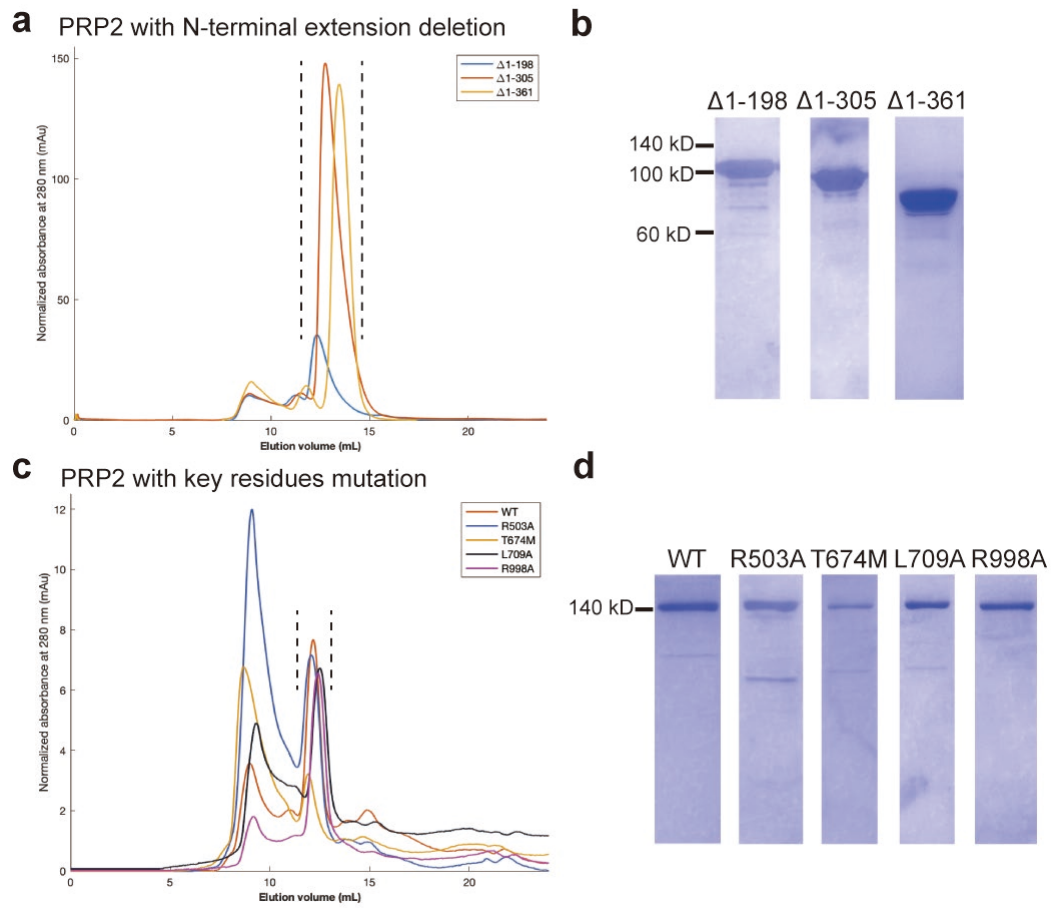 a PRP2 with N-terminal extension deletion
150
100
50
0
0 5 10 15 20
Normalized absorbance at 280 nm (mAu)
Elution volume (mL)
Δ1-198
Δ1-305
Δ1-361
b
Δ1-198 Δ1-305 Δ1-361
140 kD
100 kD
60 kD
c PRP2 with key residues mutation
12
10
8
6
4
2
0
0 5 10 15 20
Normalized absorbance at 280 nm (mAu)
Elution volume (mL)
WT
R503A
T674M
L709A
R998A
d
WT R503A T674M L709A R998A
140 kD